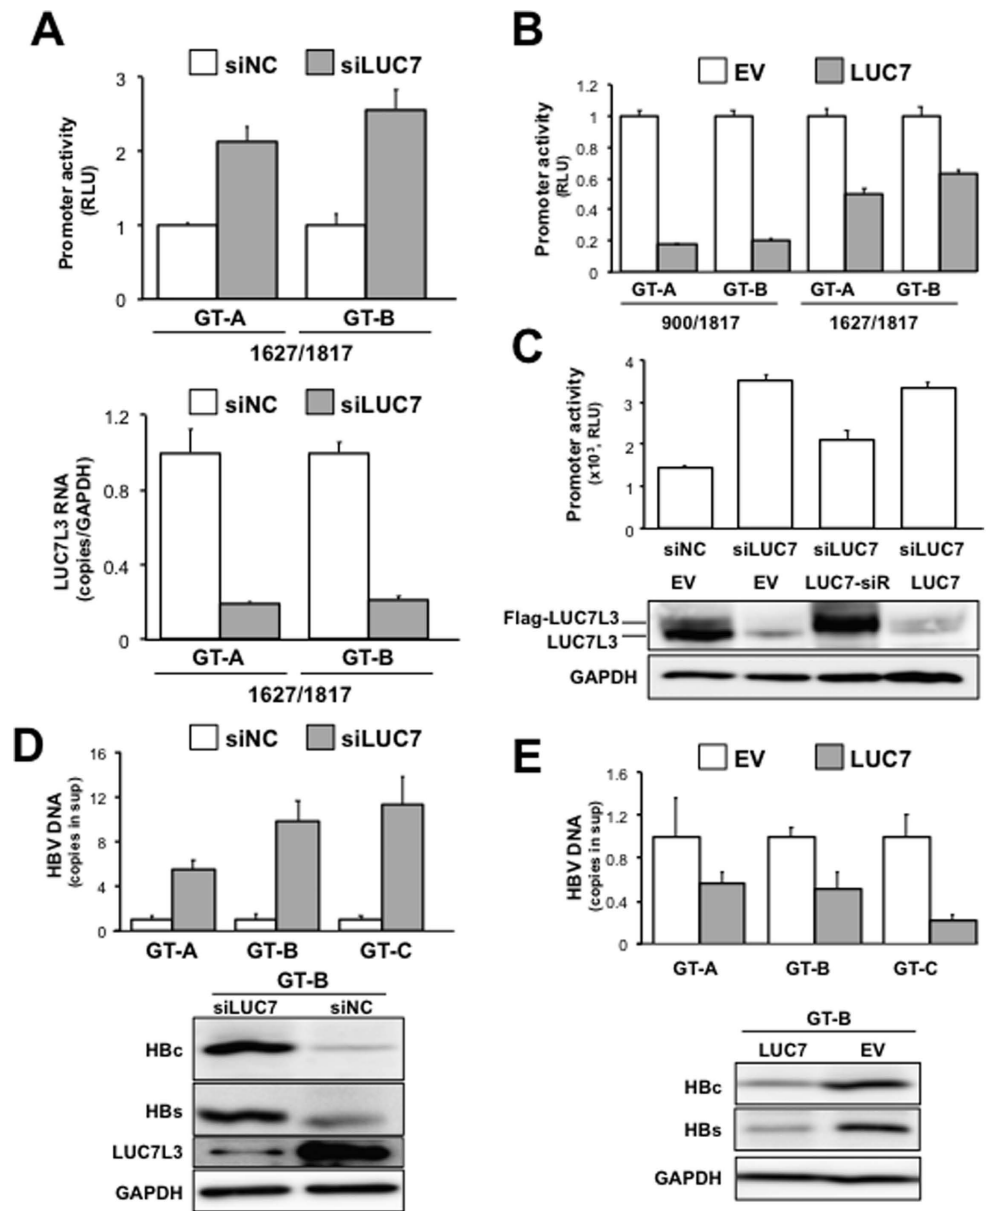 A
siNC siLUC7
Promoter activity
(RLU)
3
2
1
0
GT-A GT-B
1627/1817
siNC siLUC7
LUC7L3 RNA
(copies/GAPDH)
1.2
0.8
0.4
0
GT-A GT-B
1627/1817
B
EV LUC7
Promoter activity
(RLU)
1.2
1
0.8
0.6
0.4
0.2
0
GT-A GT-B GT-A GT-B
900/1817 1627/1817
C
Promoter activity
(x10³, RLU)
4
3
2
1
0
siNC siLUC7 siLUC7 siLUC7
EV EV LUC7-siR LUC7
Flag-LUC7L3
LUC7L3
GAPDH
D
siNC siLUC7
HBV DNA
(copies in sup)
16
12
8
4
0
GT-A GT-B GT-C
GT-B
siLUC7 siNC
HBc
HBs
LUC7L3
GAPDH
E
EV LUC7
HBV DNA
(copies in sup)
1.6
1.2
0.8
0.4
0
GT-A GT-B GT-C
GT-B
LUC7 EV
HBc
HBs
GAPDH